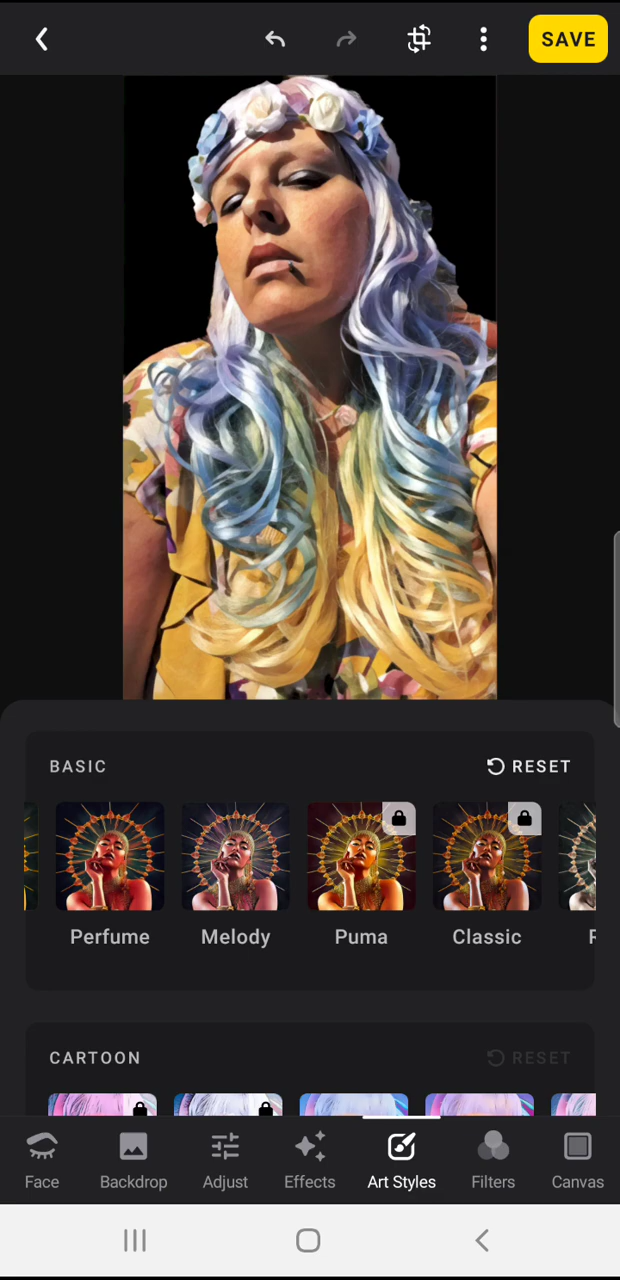 SAVE
BASIC
RESET
Perfume
Melody
Puma
Classic
CARTOON
RESET
Face
Backdrop
Adjust
Effects
Art Styles
Filters
Canvas